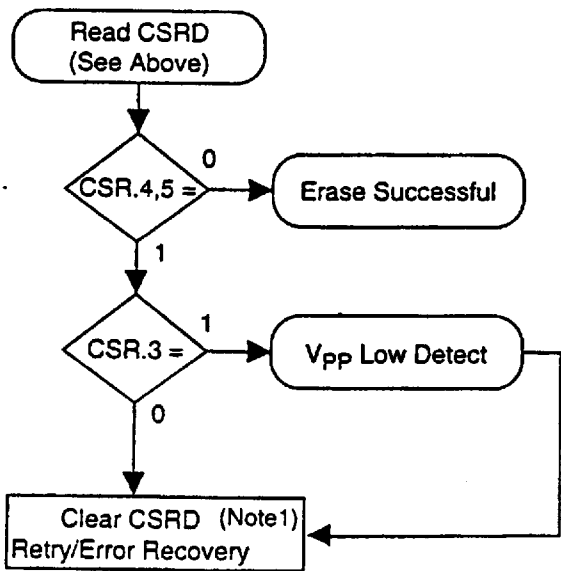 Read CSRD
(See Above)
CSR.4,5 =
0
Erase Successful
1
CSR.3 =
1
VPP Low Detect
0
Clear CSRD (Note1)
Retry/Error Recovery